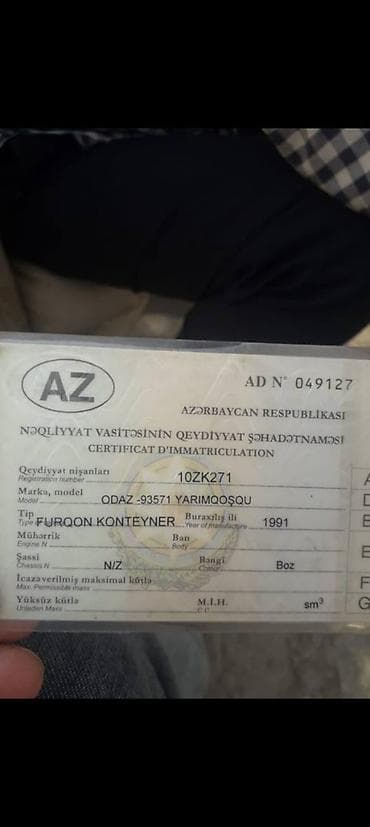 AZ
AD N° 049127
AZƏRBAYCAN RESPUBLİKASI
NƏQLİYYAT VASİTƏSİNİN QEYDİYYAT ŞƏHADƏTNAMƏSİ
CERTIFICAT D'IMMATRICULATION
Qeydiyyat nişanları 10ZK271
Registration number
Marka, model ODAZ -93571 YARIMQOŞQU
Model
Tip FURQON KONTEYNER Buraxılış ili 1991
Type Year of manufacture
Mühərrik Ban
Engine N Body
Şassi N/Z Rəngi Boz
Chassis N Colour
İcazəverilmiş maksimal kütlə
Max. Permissible mass
Yüksüz kütlə M.İ.H. sm³
Unladen Mass C C
A
D
E
E
F
G